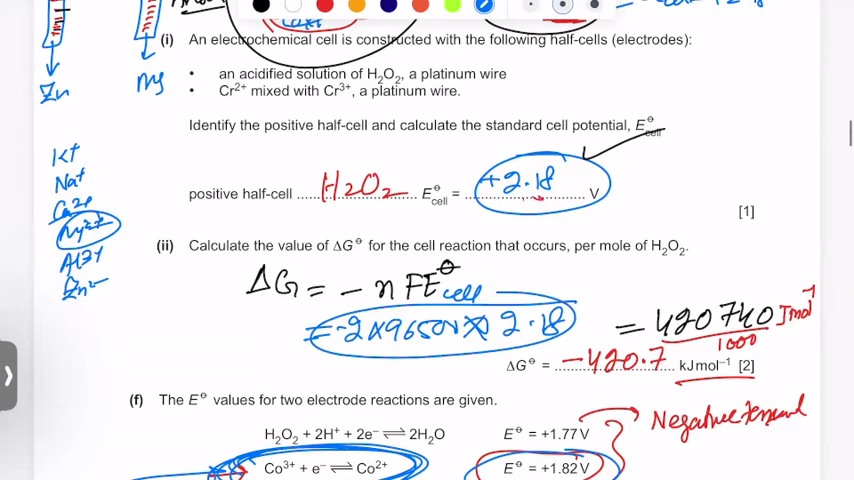 (i) An electrochemical cell is constructed with the following half-cells (electrodes):
• an acidified solution of H₂O₂, a platinum wire
• Cr²⁺ mixed with Cr³⁺, a platinum wire.
Zn
Mg
Identify the positive half-cell and calculate the standard cell potential, E⦵cell
K+
Na+
Ca2+
Mg2+
Al3+
positive half-cell ...... H2O2 ...... E⦵cell = ...... +2.18 ...... V
[1]
(ii) Calculate the value of ΔG⦵ for the cell reaction that occurs, per mole of H₂O₂.
ΔG = − n FE⦵cell
= -2 X 96500 X 2.18
= 420740 Jmol⁻¹
1000
ΔG⦵ = ...... −420.7 ...... kJ mol⁻¹ [2]
(f) The E⦵ values for two electrode reactions are given.
Negative
H₂O₂ + 2H⁺ + 2e⁻ ⇌ 2H₂O E⦵ = +1.77 V
Co³⁺ + e⁻ ⇌ Co²⁺ E⦵ = +1.82 V